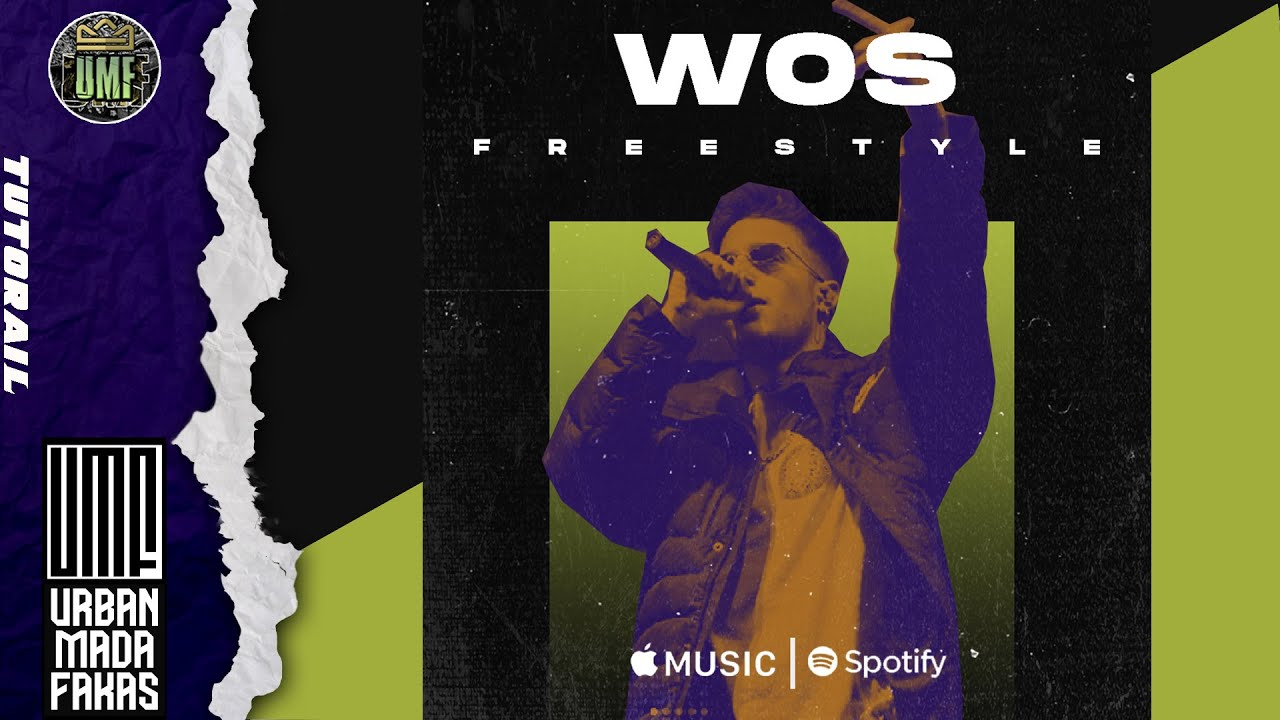 UMF
TUTORAIL
UMF
URBAN
MADA
FAKAS
WOS
FREESTYLE
MUSIC | Spotify